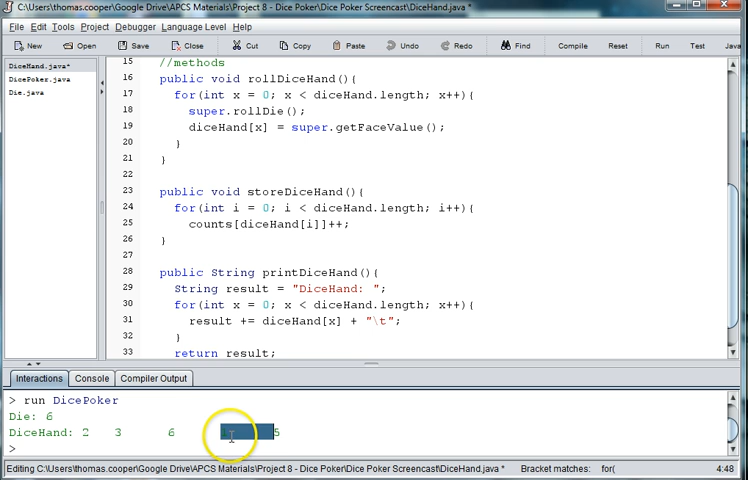 C:\Users\thomas.cooper\Google Drive\APCS Materials\Project 8 - Dice Poker\Dice Poker Screencast\DiceHand.java *
File Edit Tools Project Debugger Language Level Help
New Open Save Close Cut Copy Paste Undo Redo Find Compile Reset Run Test Java
DiceHand.java*
DicePoker.java
Die.java
15 //methods
16 public void rollDiceHand(){
17 for(int x = 0; x < diceHand.length; x++){
18 super.rollDie();
19 diceHand[x] = super.getFaceValue();
20 }
21 }
22
23 public void storeDiceHand(){
24 for(int i = 0; i < diceHand.length; i++){
25 counts[diceHand[i]]++;
26 }
27
28 public String printDiceHand(){
29 String result = "DiceHand: ";
30 for(int x = 0; x < diceHand.length; x++){
31 result += diceHand[x] + "\t";
32 }
33 return result;
Interactions Console Compiler Output
> run DicePoker
Die: 6
DiceHand: 2 3 6 5
>
Editing C:\Users\thomas.cooper\Google Drive\APCS Materials\Project 8 - Dice Poker\Dice Poker Screencast\DiceHand.java * Bracket matches: for( 4:48